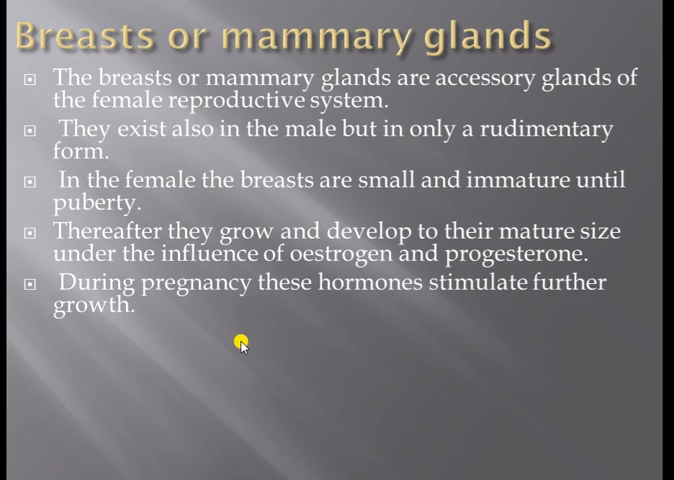 Breasts or mammary glands
The breasts or mammary glands are accessory glands of
the female reproductive system.
They exist also in the male but in only a rudimentary
form.
In the female the breasts are small and immature until
puberty.
Thereafter they grow and develop to their mature size
under the influence of oestrogen and progesterone.
During pregnancy these hormones stimulate further
growth.